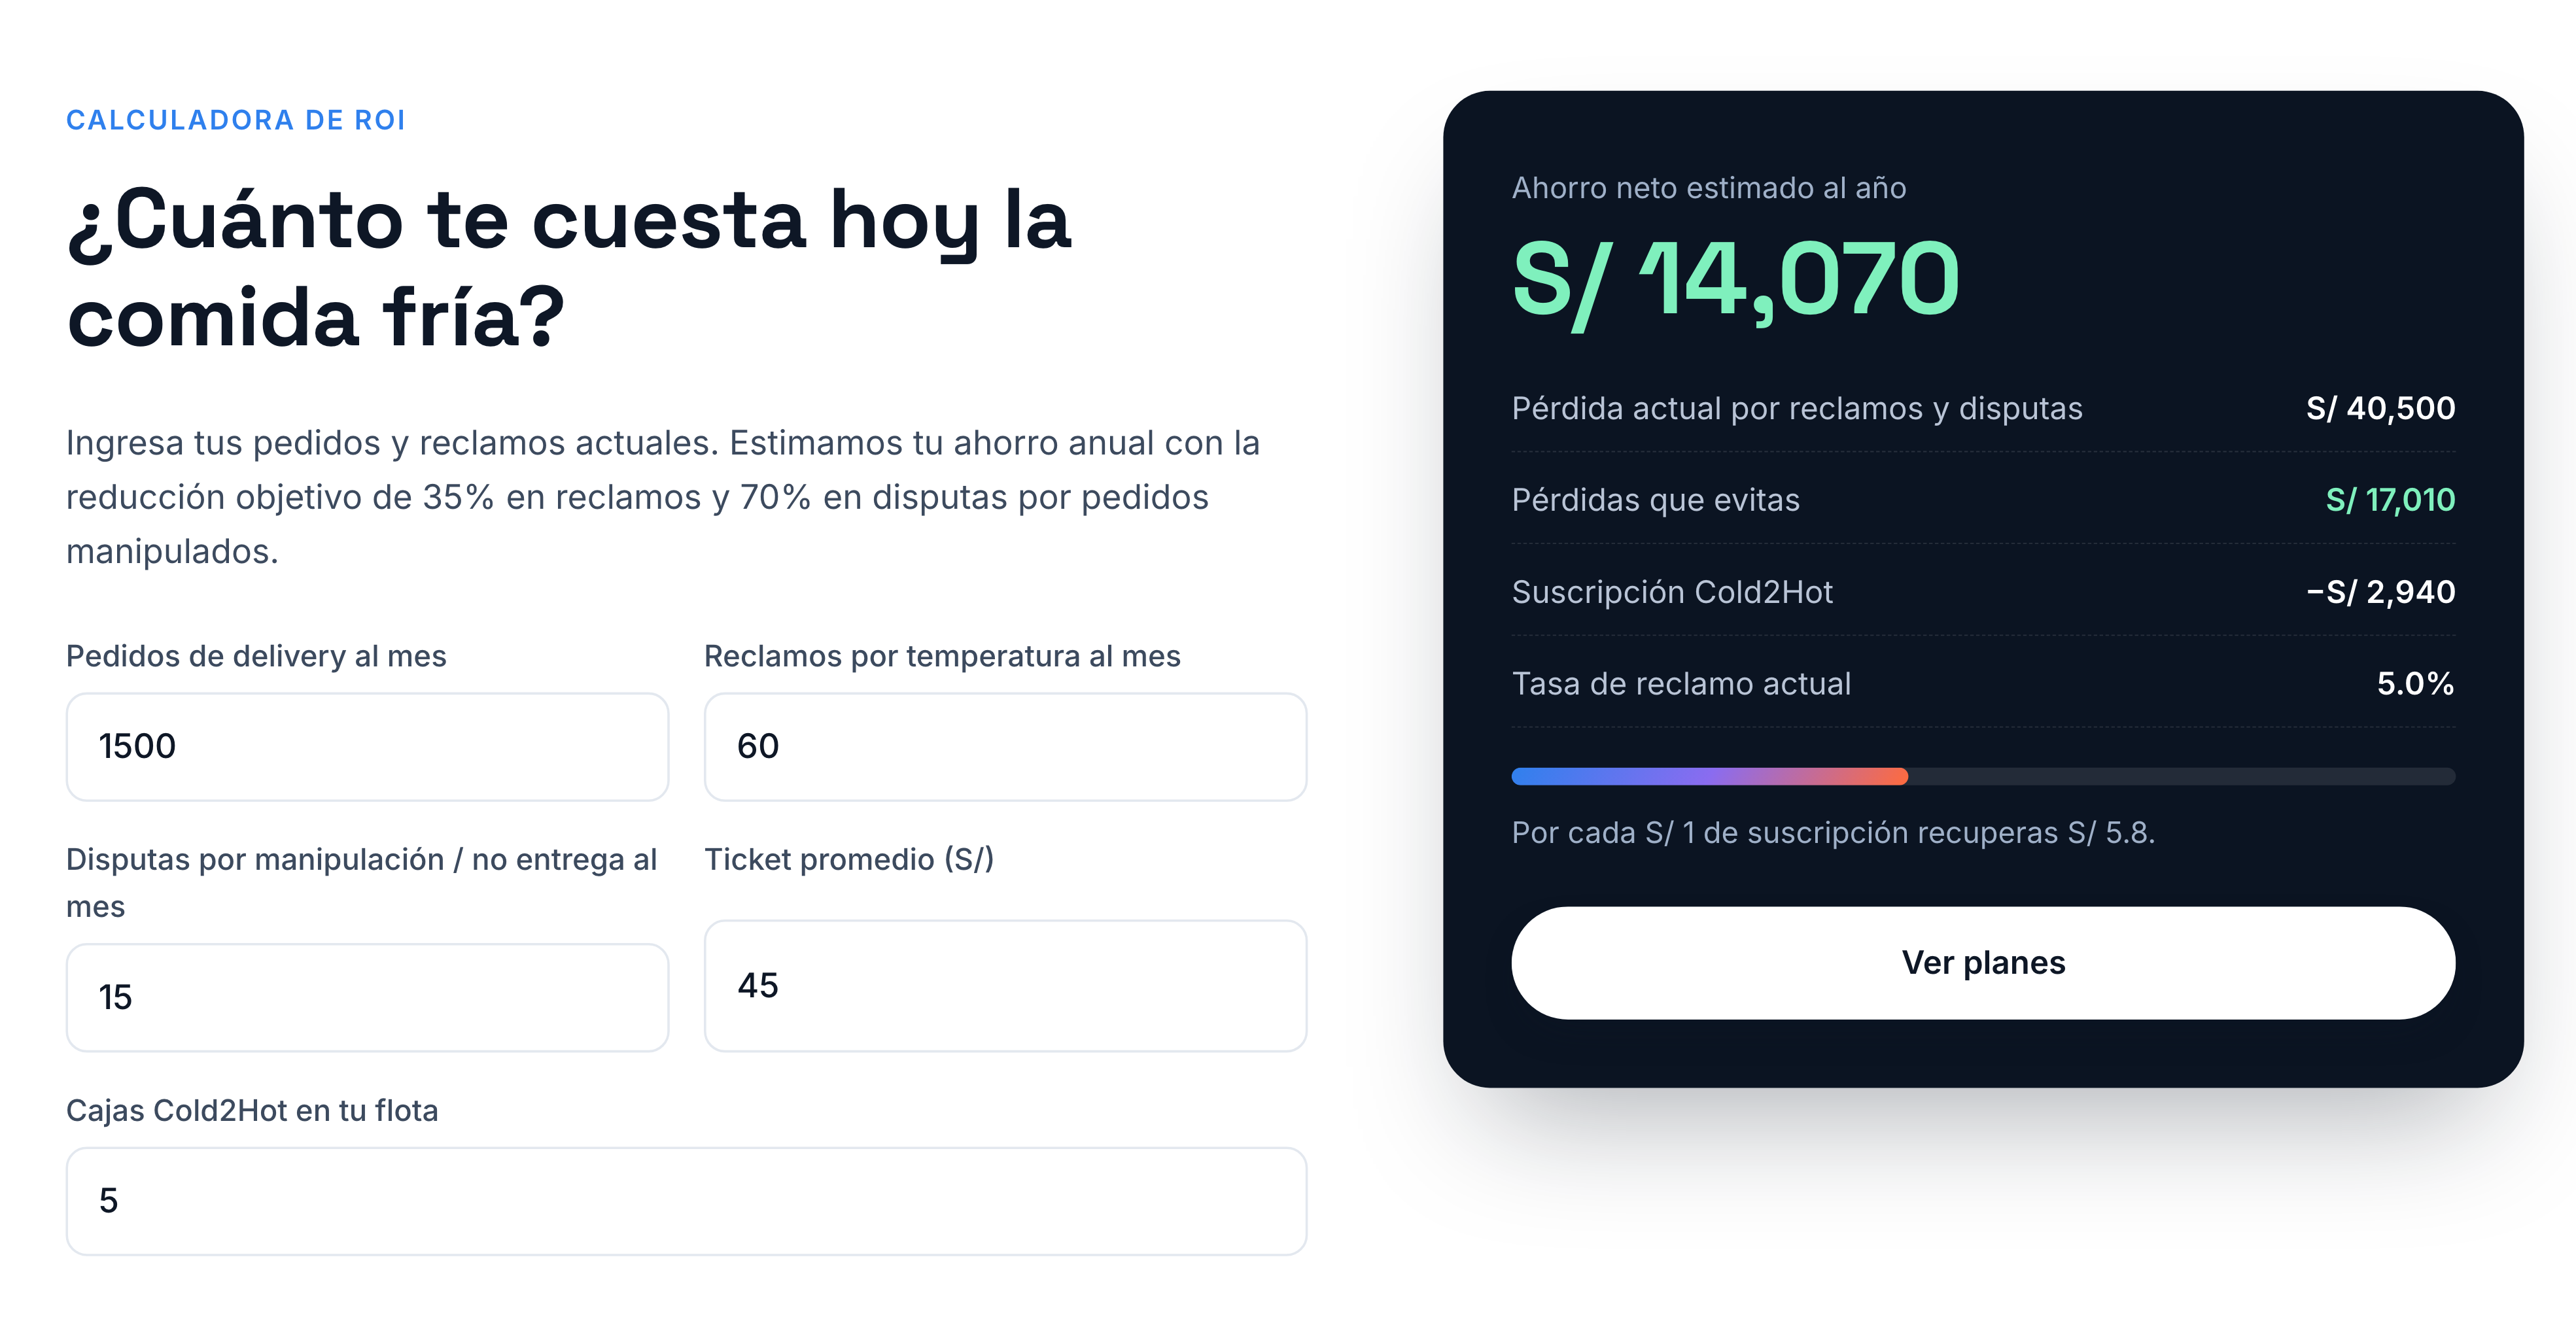 CALCULADORA DE ROI
¿Cuánto te cuesta hoy la
comida fría?
Ingresa tus pedidos y reclamos actuales. Estimamos tu ahorro anual con la
reducción objetivo de 35% en reclamos y 70% en disputas por pedidos
manipulados.
Pedidos de delivery al mes
1500
Reclamos por temperatura al mes
60
Disputas por manipulación / no entrega al
mes
15
Ticket promedio (S/)
45
Cajas Cold2Hot en tu flota
5
Ahorro neto estimado al año
S/ 14,070
Pérdida actual por reclamos y disputas S/ 40,500
Pérdidas que evitas S/ 17,010
Suscripción Cold2Hot −S/ 2,940
Tasa de reclamo actual 5.0%
Por cada S/ 1 de suscripción recuperas S/ 5.8.
Ver planes